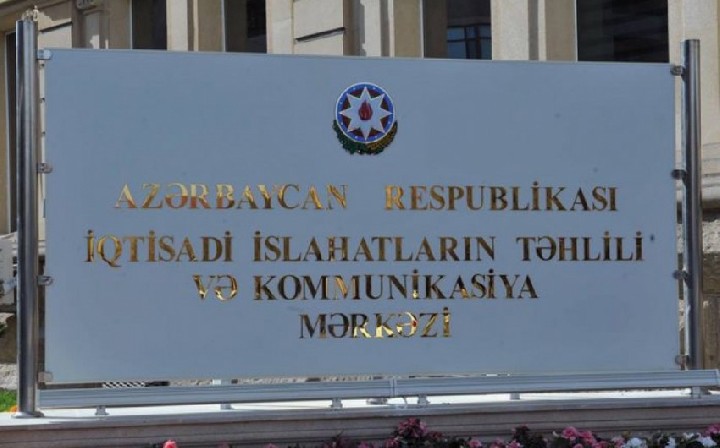 AZƏRBAYCAN RESPUBLİKASI
İQTİSADİ İSLAHATLARIN TƏHLİLİ
VƏ KOMMUNİKASİYA
MƏRKƏZİ